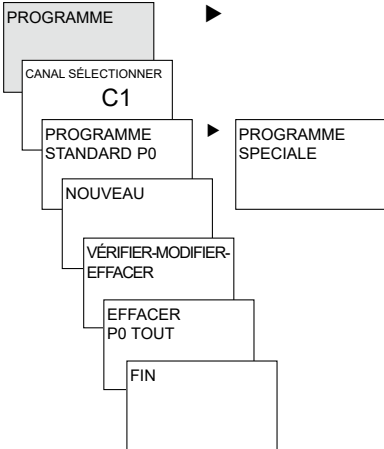 PROGRAMME
CANAL SÉLECTIONNER
C1
PROGRAMME
STANDARD P0
PROGRAMME
SPECIALE
NOUVEAU
VÉRIFIER-MODIFIER-
EFFACER
EFFACER
P0 TOUT
FIN